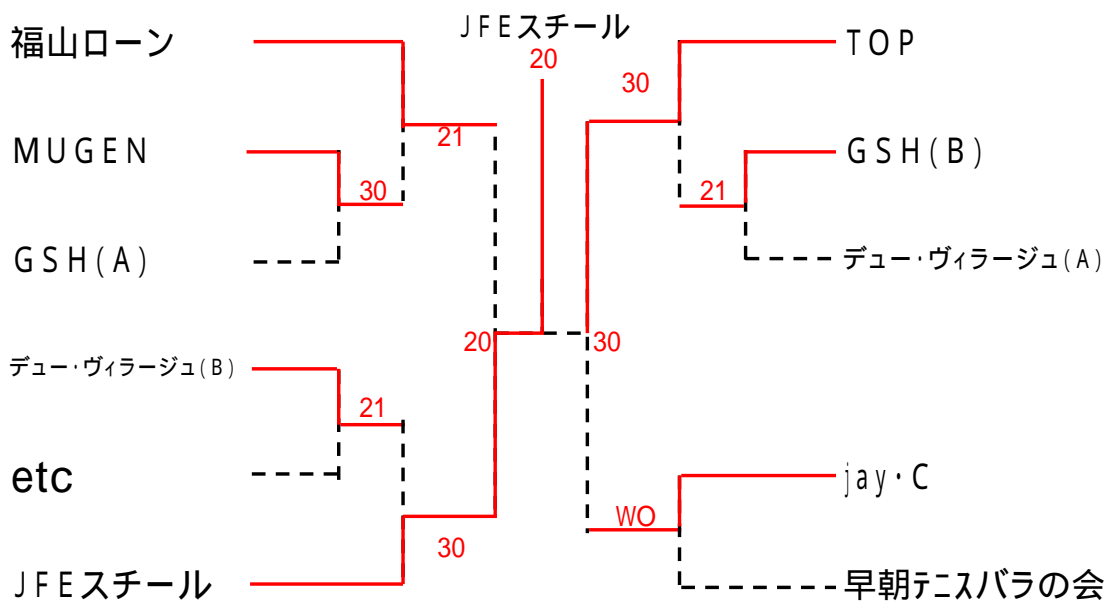 JFEスチール
20
福山ローン
TOP
30
21
MUGEN
GSH(B)
30
21
GSH(A)
デュー・ヴィラージュ(A)
20
30
デュー・ヴィラージュ(B)
21
etc
jay・C
WO
30
JFEスチール
早朝テニスバラの会